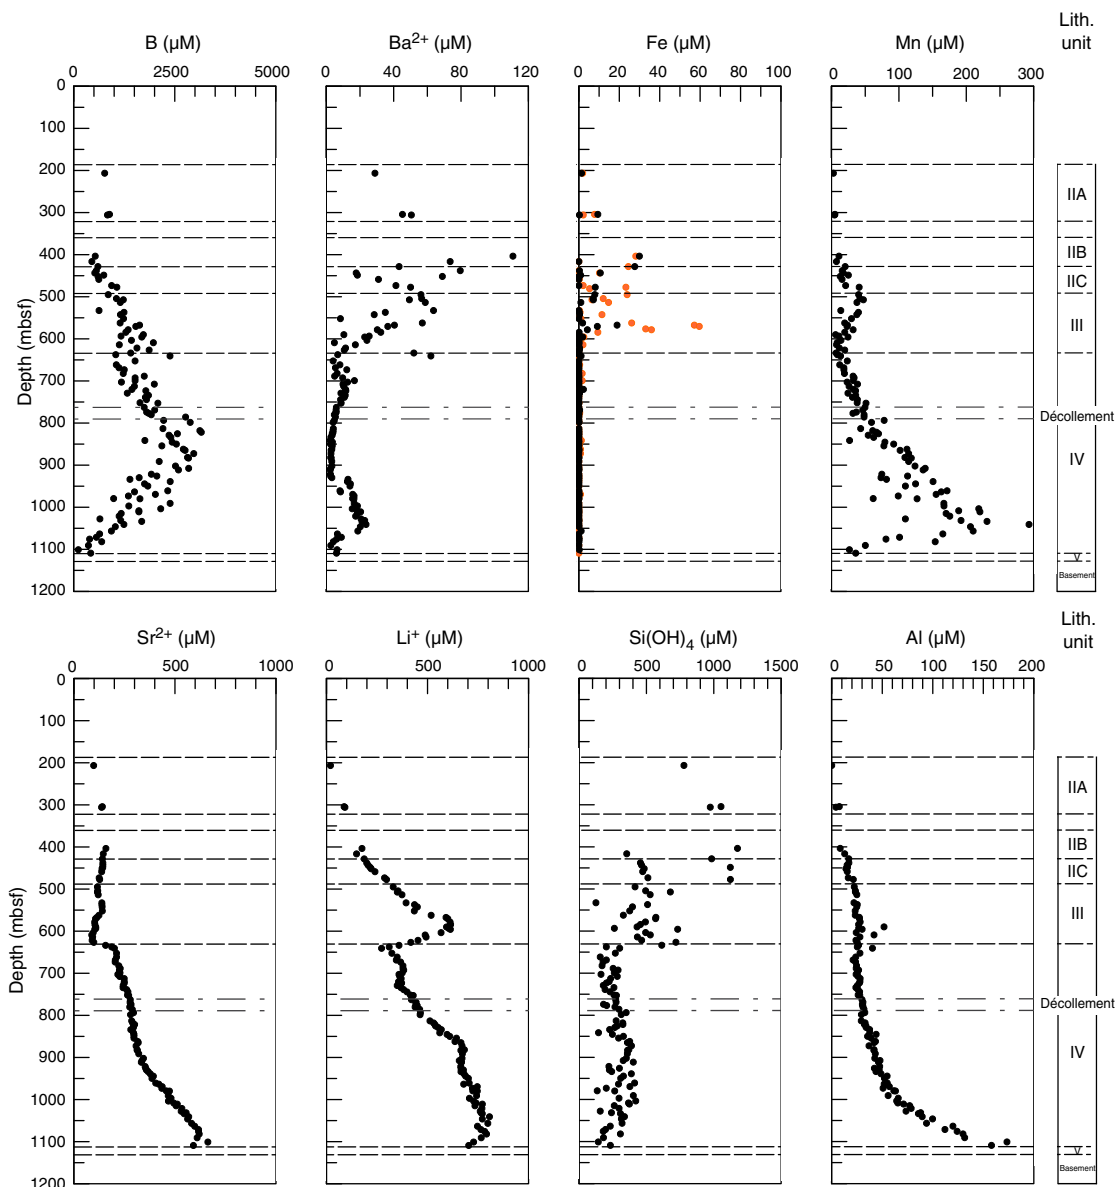 Lith.
unit
B (µM)
Ba2+ (µM)
Fe (µM)
Mn (µM)
0 2500 5000
0 40 80 120
0 20 40 60 80 100
0 100 200 300
Depth (mbsf)
0
100
200
300
400
500
600
700
800
900
1000
1100
1200
IIA
IIB
IIC
III
Décollement
IV
V
Basement
Lith.
unit
Sr2+ (µM)
Li+ (µM)
Si(OH)4 (µM)
Al (µM)
0 5000
0 500 1000
0 500 1000 1500
0 50 100 150 200
Depth (mbsf)
0
100
200
300
400
500
600
700
800
900
1000
1100
1200
IIA
IIB
IIC
III
Décollement
IV
V
Basement